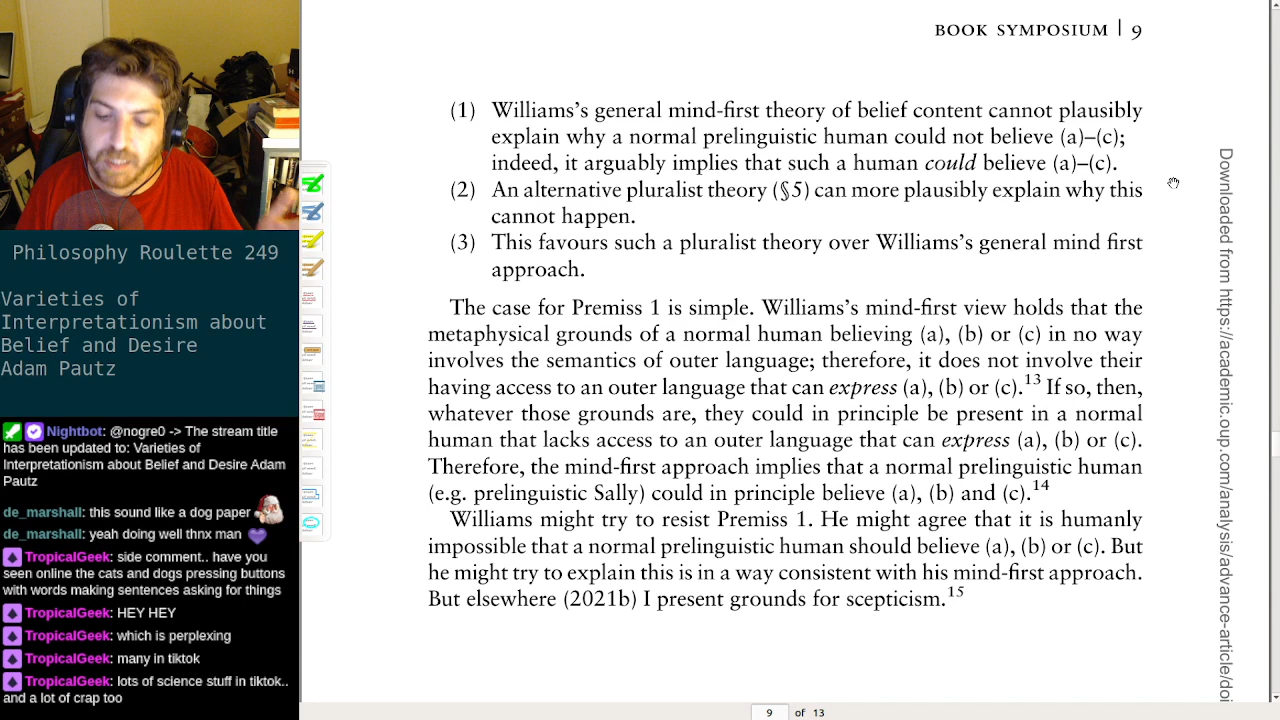 BOOK SYMPOSIUM | 9
(1) Williams's general mind-first theory of belief content cannot plausibly
explain why a normal prelinguistic human could not believe (a)–(c);
indeed, it arguably implies that such a human could believe (a)–(c).
(2) An alternative pluralist theory (§5) can more plausibly explain why this
cannot happen.
(3) This favours such a pluralist theory over Williams's general mind-first
approach.
The case for Premiss 1 is simple. Williams's mind-first view holds that the
metaphysical grounds of a normal human believing (a), (b) or (c) in no way
involves the semantics of outer language; therefore, it does not involve their
having access to an outer language that can express (a), (b) or (c).13 If so, then,
whatever those grounds are, they could in principle be present in a normal
human that lacks access to an outer language that can express (a), (b) or (c).
Therefore, the mind-first approach implies that a normal prelinguistic human
(e.g. Prelinguistic Sally) could in principle believe (a), (b) and (c).14
Williams might try to resist Premiss 1. He might agree that it is humanly
impossible that a normal prelinguistic human should believe (a), (b) or (c). But
he might try to explain this is in a way consistent with his mind-first approach.
But elsewhere (2021b) I present grounds for scepticism.15
Downloaded from https://academic.oup.com/analysis/advance-article/doi
9 of 13
Philosophy Roulette 249
Varieties of
Interpretationism about
Belief and Desire
Adam Pautz
Nightbot: @nogre0 -> The stream title
has been updated to: Varieties of
Interpretationism about Belief and Desire Adam
Pautz
de_marshall: this sound like a dog paper
de_marshall: yeah doing well thnx man
TropicalGeek: side comment.. have you
seen online the cats and dogs pressing buttons
with words making sentences asking for things
TropicalGeek: HEY HEY
TropicalGeek: which is perplexing
TropicalGeek: many in tiktok
TropicalGeek: lots of science stuff in tiktok..
and a lot of crap too